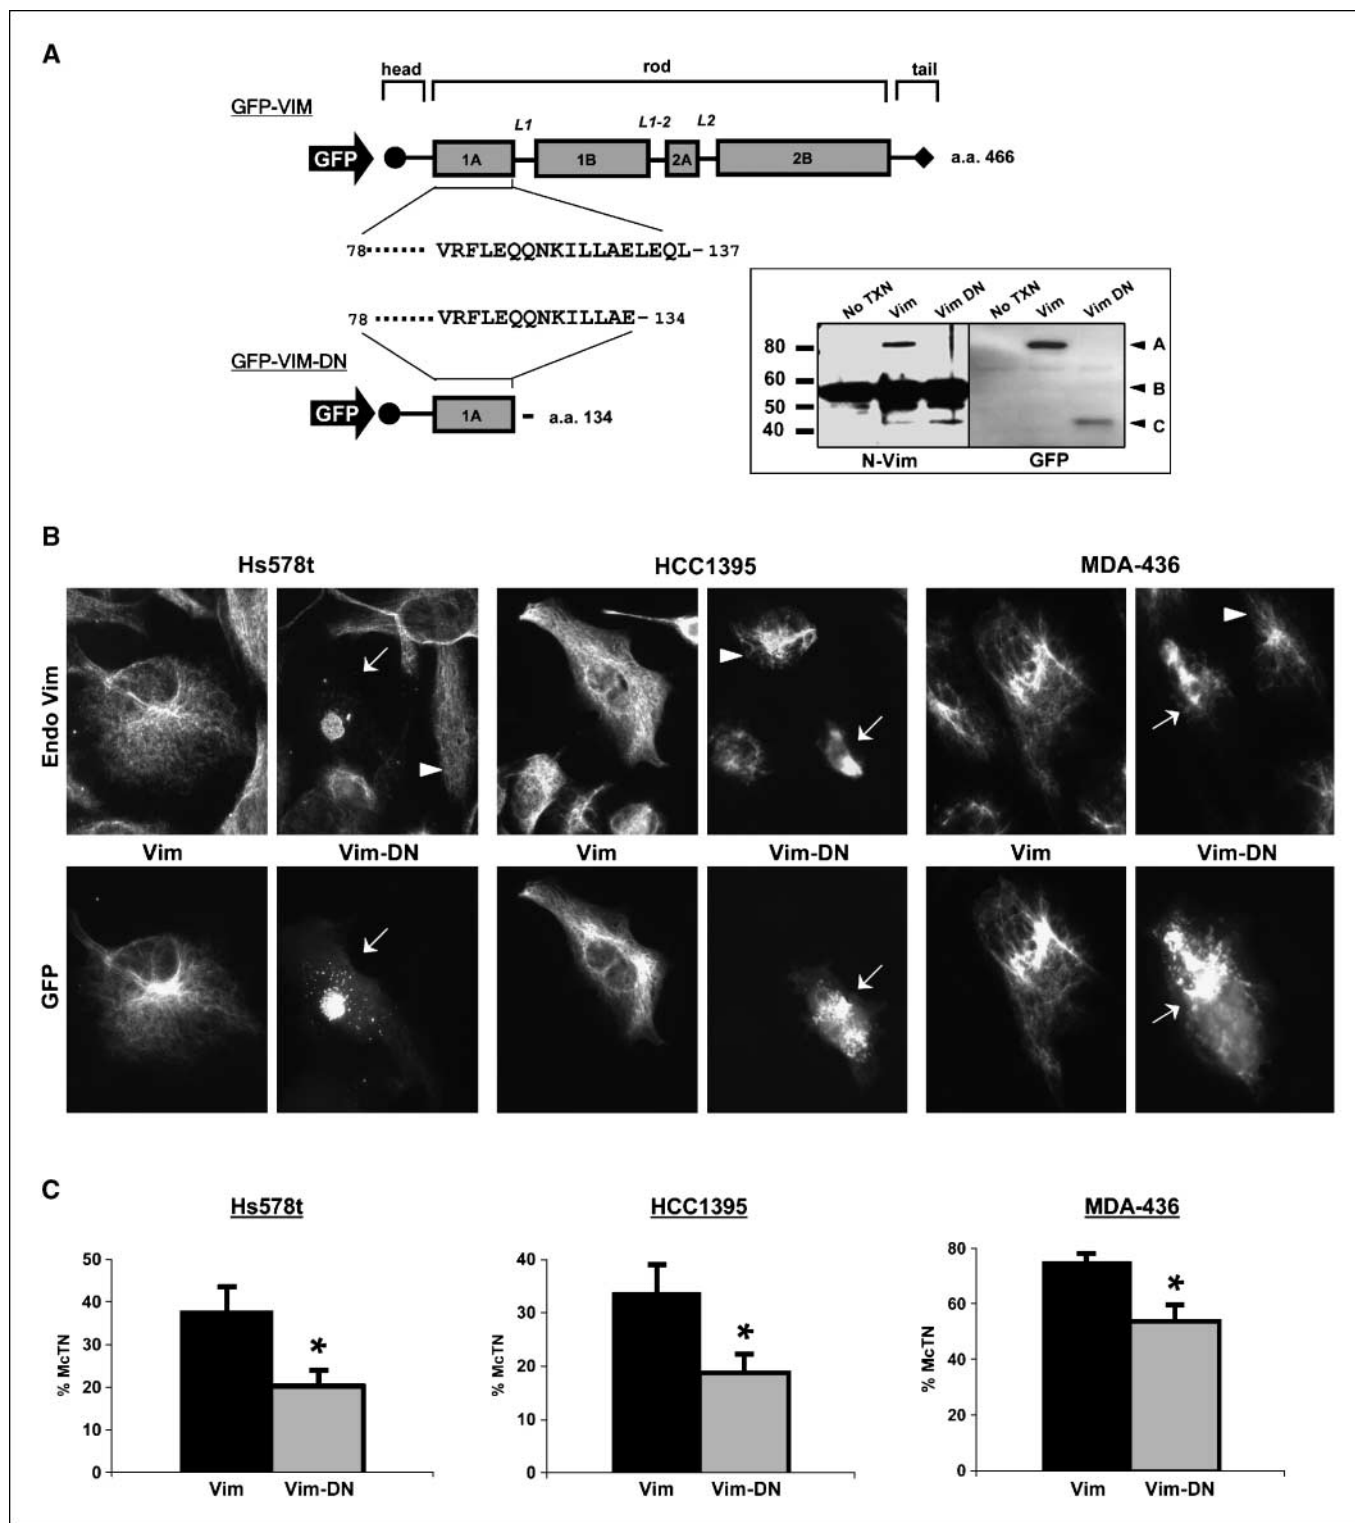 A
head rod tail
GFP-VIM
L1 L1-2 L2
GFP 1A 1B 2A 2B a.a. 466
78 VRFLEQQNKILLAELEQL- 137
78 VRFLEQQNKILLAE- 134
GFP-VIM-DN
GFP 1A - a.a. 134
No TXN Vim Vim DN No TXN Vim Vim DN
80 A
60 B
50
40 C
N-Vim GFP
B
Hs578t HCC1395 MDA-436
Endo Vim
Vim Vim-DN Vim Vim-DN Vim Vim-DN
GFP
C
Hs578t
% McTN
50
40
30
20
10
0
*
Vim Vim-DN
HCC1395
% McTN
40
30
20
10
0
*
Vim Vim-DN
MDA-436
% McTN
80
60
40
20
0
*
Vim Vim-DN